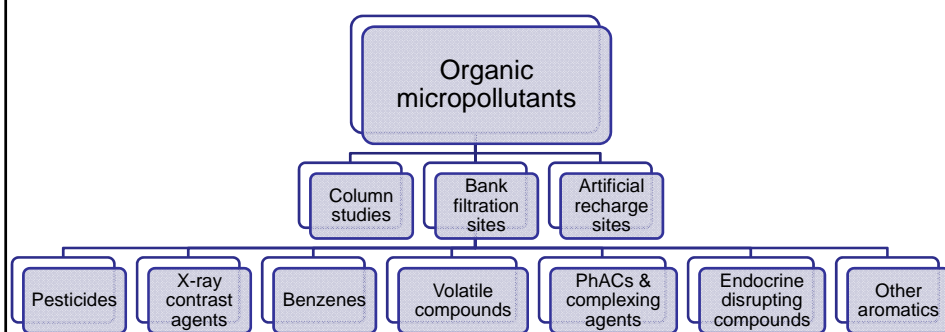 Organic
micropollutants
Column
studies
Bank
filtration
sites
Artificial
recharge
sites
Pesticides
X-ray
contrast
agents
Benzenes
Volatile
compounds
PhACs &
complexing
agents
Endocrine
disrupting
compounds
Other
aromatics